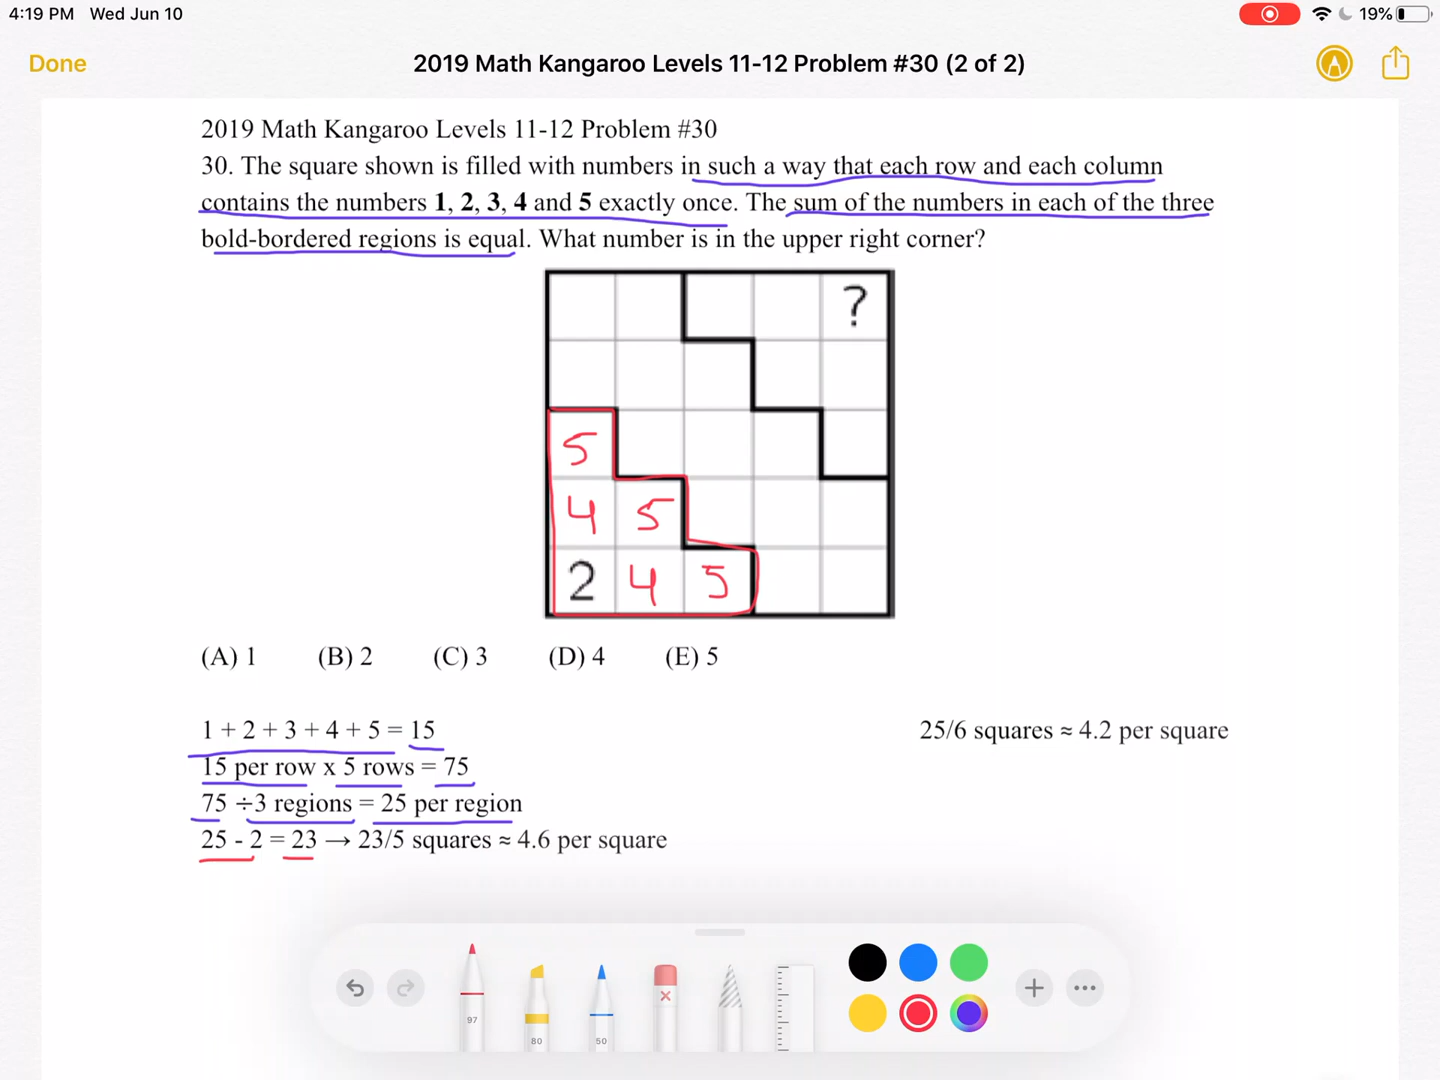 4:19 PM Wed Jun 10 19%
Done 2019 Math Kangaroo Levels 11-12 Problem #30 (2 of 2)
2019 Math Kangaroo Levels 11-12 Problem #30
30. The square shown is filled with numbers in such a way that each row and each column
contains the numbers 1, 2, 3, 4 and 5 exactly once. The sum of the numbers in each of the three
bold-bordered regions is equal. What number is in the upper right corner?
?
5
4 5
2 4 5
(A) 1 (B) 2 (C) 3 (D) 4 (E) 5
1 + 2 + 3 + 4 + 5 = 15 25/6 squares ≈ 4.2 per square
15 per row x 5 rows = 75
75 ÷3 regions = 25 per region
25 - 2 = 23 → 23/5 squares ≈ 4.6 per square
97 80 50